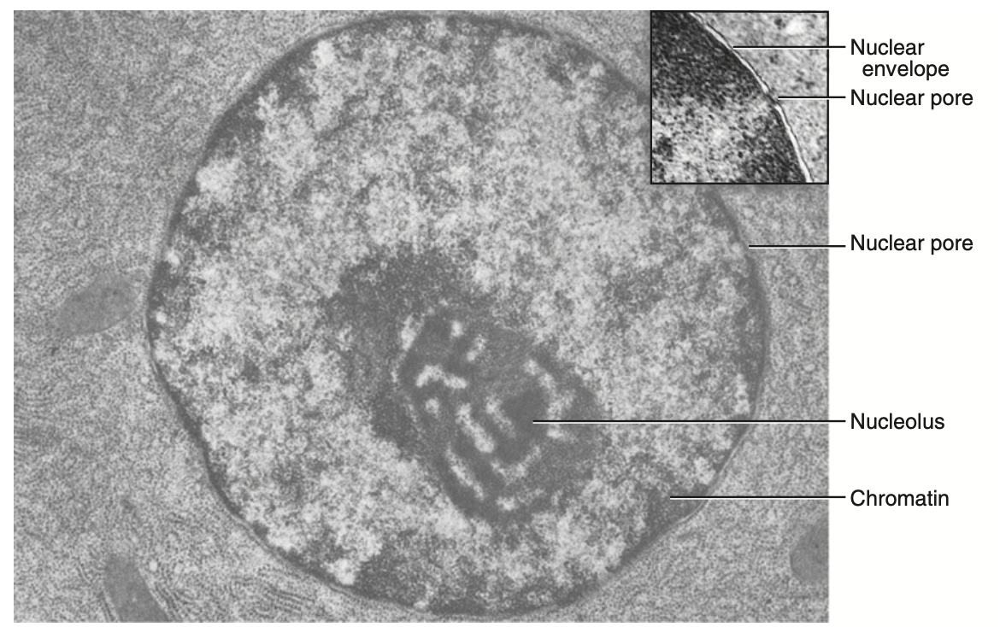 Nuclear
envelope
Nuclear pore
Nuclear pore
Nucleolus
Chromatin